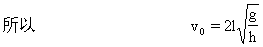 所以 v₀ = 2l√(g/h)